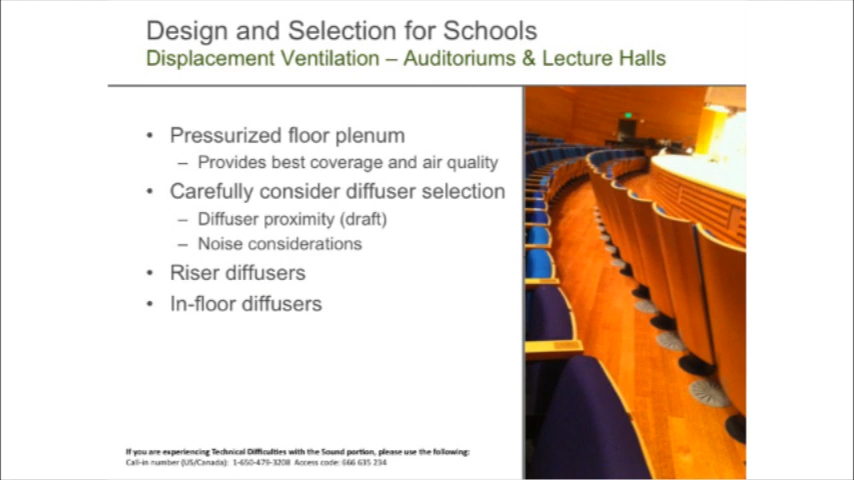 Design and Selection for Schools
Displacement Ventilation – Auditoriums & Lecture Halls
• Pressurized floor plenum
– Provides best coverage and air quality
• Carefully consider diffuser selection
– Diffuser proximity (draft)
– Noise considerations
• Riser diffusers
• In-floor diffusers
If you are experiencing Technical Difficulties with the Sound portion, please use the following:
Call-in number (US/Canada): 1-650-479-3208 Access code: 666 635 234